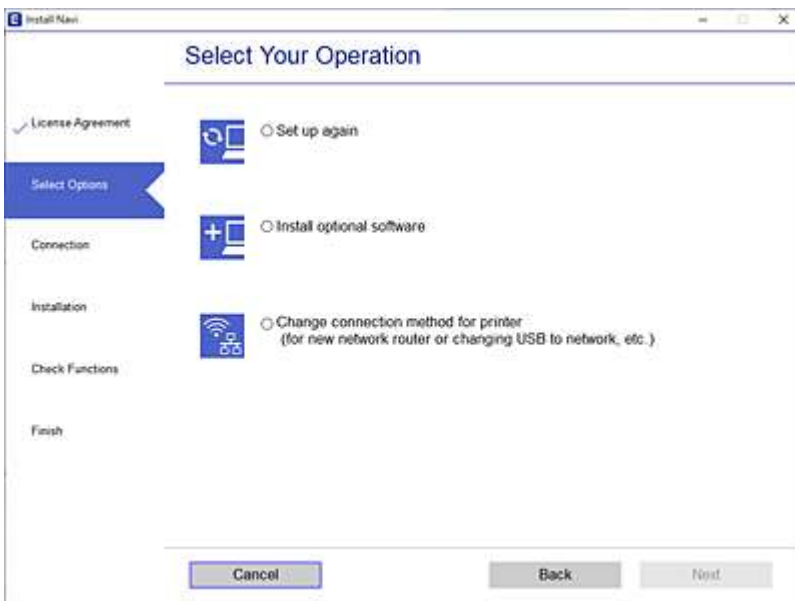 Install Navi
Select Your Operation
License Agreement
Select Options
Connection
Installation
Check Functions
Finish
Set up again
Install optional software
Change connection method for printer
(for new network router or changing USB to network, etc.)
Cancel
Back
Next